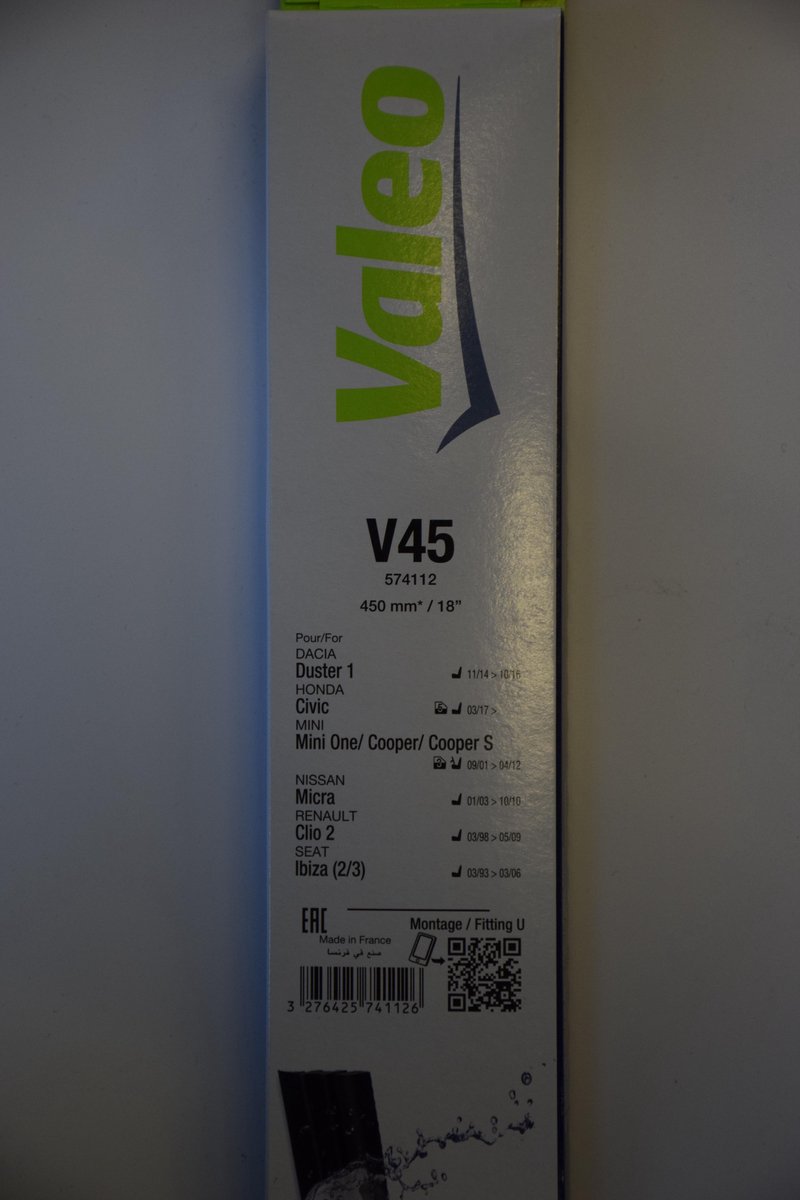 Valeo
V45
574112
450 mm* / 18”
Pour/For
DACIA
Duster 1 11/14 > 10/16
HONDA
Civic 5 03/17 >
MINI
Mini One/ Cooper/ Cooper S
3 09/01 > 04/12
NISSAN
Micra 01/03 > 10/10
RENAULT
Clio 2 03/98 > 05/09
SEAT
Ibiza (2/3) 03/93 > 03/06
EAC
Montage / Fitting U
Made in France
صنع في فرنسا
3 276425 741126